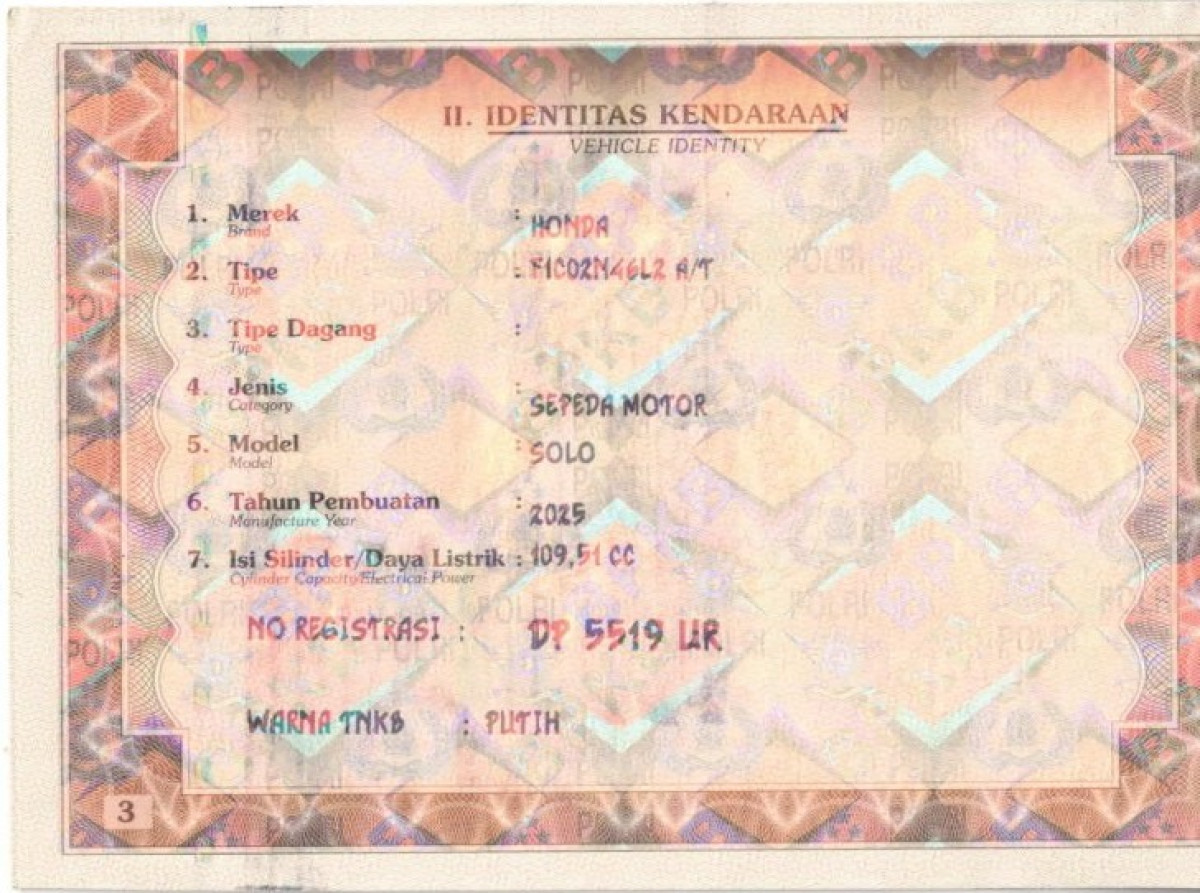 II. IDENTITAS KENDARAAN
VEHICLE IDENTITY
1. Merek : HONDA
Brand
2. Tipe : F1C02N46L2 A/T
Type
3. Tipe Dagang :
Type
4. Jenis : SEPEDA MOTOR
Category
5. Model : SOLO
Model
6. Tahun Pembuatan : 2025
Manufacture Year
7. Isi Silinder/Daya Listrik : 109,51 CC
Cylinder Capacity/Electrical Power
NO REGISTRASI : DP 5519 UR
WARNA TNKB : PUTIH
3